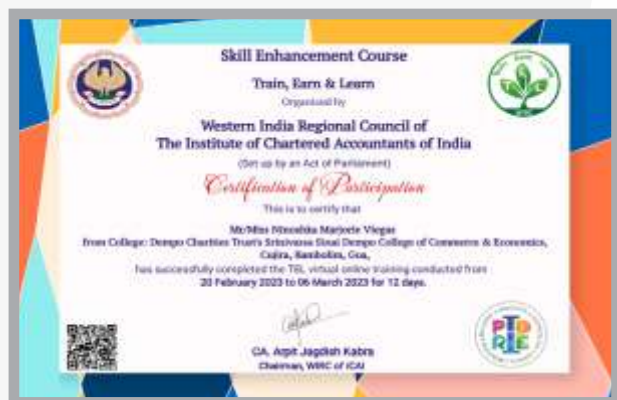 Skill Enhancement Course
Train, Earn & Learn
Organised by
Western India Regional Council of
The Institute of Chartered Accountants of India
(Set up by an Act of Parliament)
Certification of Participation
This is to certify that
Mr/Miss Ninoshka Marjorie Viegas
from College: Dempo Charities Trust's Srinivassa Sinai Dempo College of Commerce & Economics,
Cujira, Bambolim, Goa,
has successfully completed the TEL virtual online training conducted from
20 February 2023 to 06 March 2023 for 12 days.
CA. Arpit Jagdish Kabra
Chairman, WIRC of ICAI